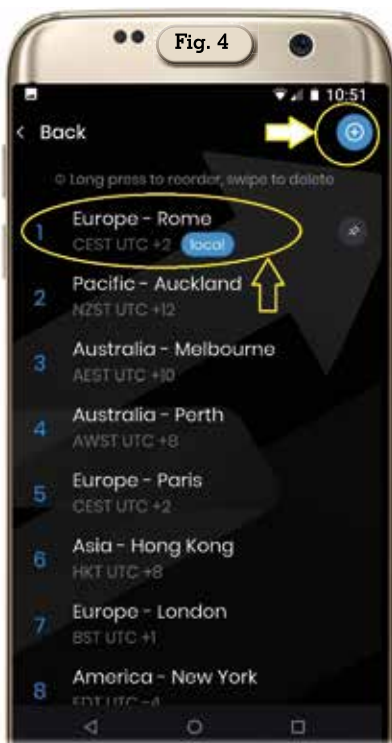 Fig. 4
10:51
< Back
Long press to reorder, swipe to delete
1 Europe - Rome
CEST UTC +2 local
2 Pacific - Auckland
NZST UTC +12
3 Australia - Melbourne
AEST UTC +10
4 Australia - Perth
AWST UTC +8
5 Europe - Paris
CEST UTC +2
6 Asia - Hong Kong
HKT UTC +8
7 Europe - London
BST UTC +1
8 America - New York
EDT UTC -4